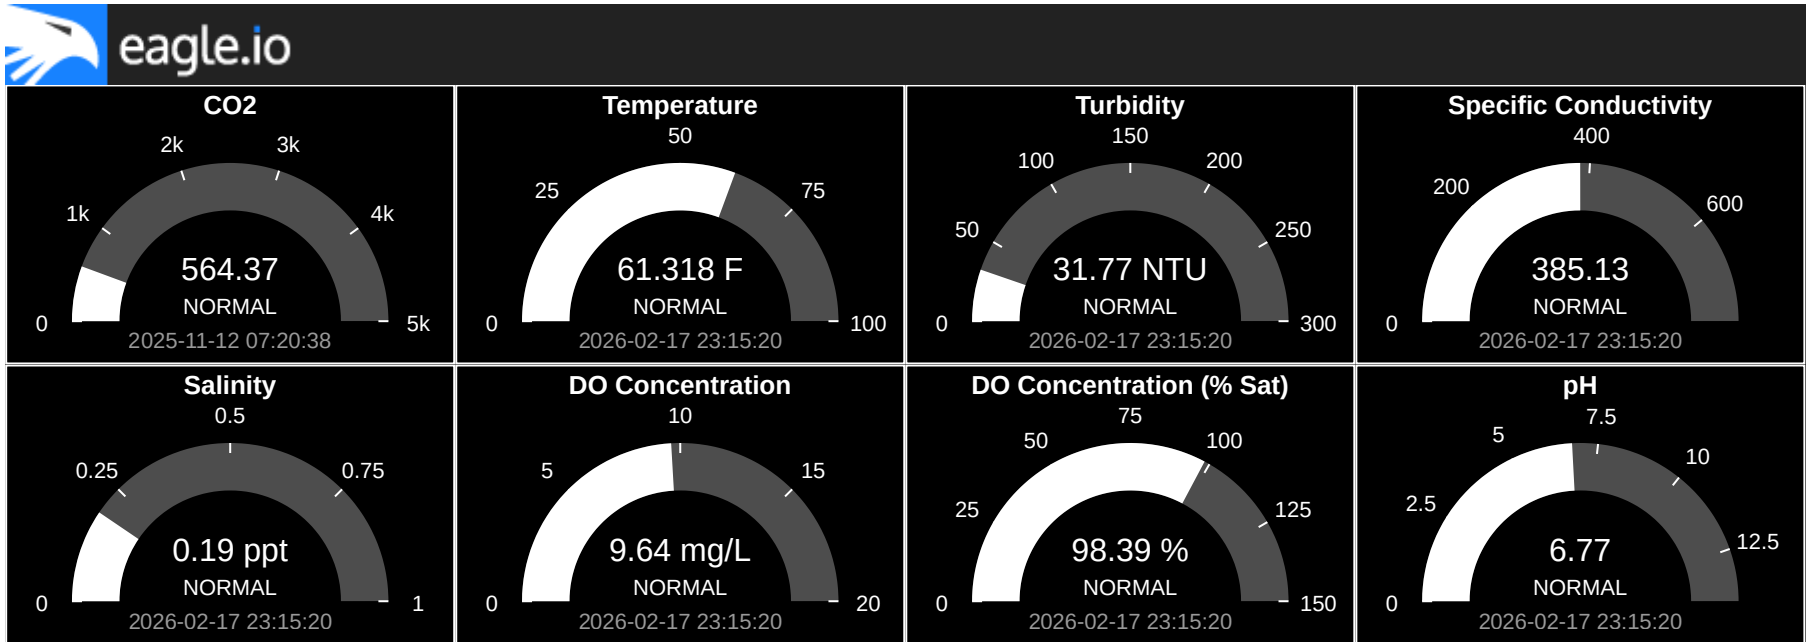 eagle.io
CO2
0
1k
2k
3k
4k
5k
564.37
NORMAL
2025-11-12 07:20:38
Temperature
0
25
50
75
100
61.318 F
NORMAL
2026-02-17 23:15:20
Turbidity
0
50
100
150
200
250
300
31.77 NTU
NORMAL
2026-02-17 23:15:20
Specific Conductivity
0
200
400
600
385.13
NORMAL
2026-02-17 23:15:20
Salinity
0
0.25
0.5
0.75
1
0.19 ppt
NORMAL
2026-02-17 23:15:20
DO Concentration
0
5
10
15
20
9.64 mg/L
NORMAL
2026-02-17 23:15:20
DO Concentration (% Sat)
0
25
50
75
100
125
150
98.39 %
NORMAL
2026-02-17 23:15:20
pH
0
2.5
5
7.5
10
12.5
6.77
NORMAL
2026-02-17 23:15:20